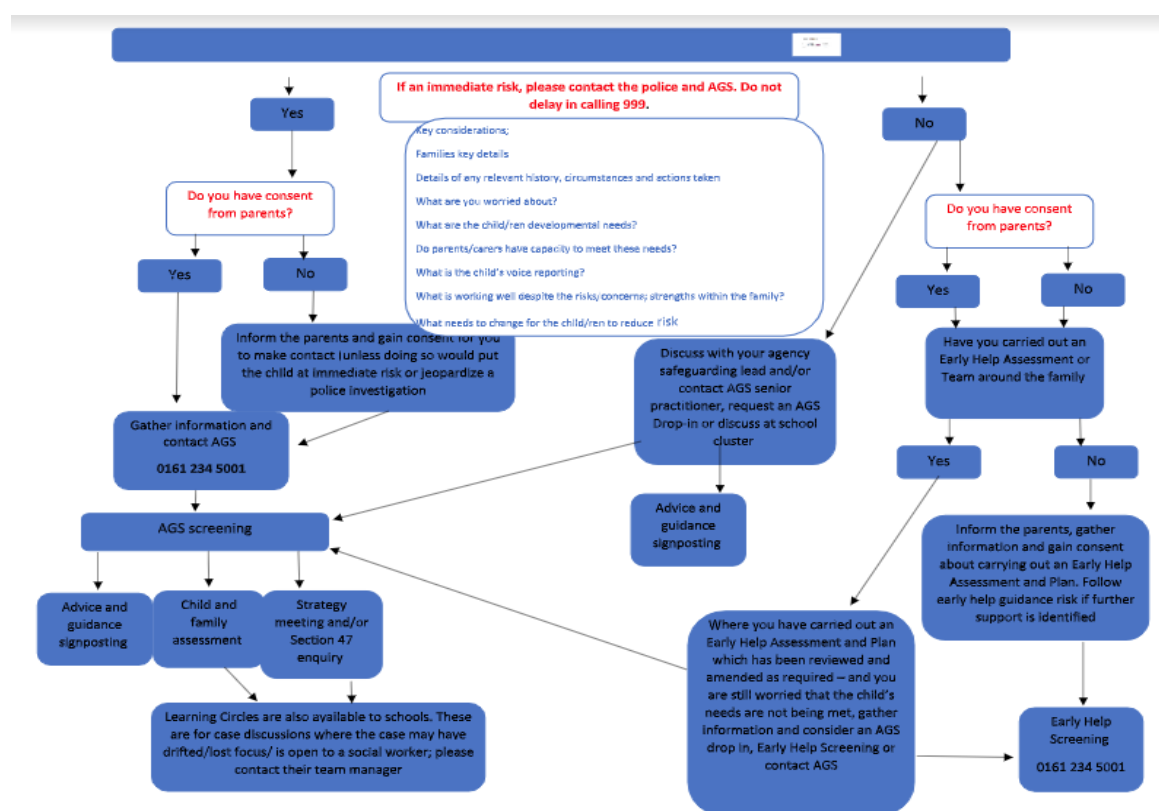 If an immediate risk, please contact the police and AGS. Do not
delay in calling 999.
Yes
No
Key considerations;
Families key details
Details of any relevant history, circumstances and actions taken
What are you worried about?
What are the child/ren developmental needs?
Do parents/carers have capacity to meet these needs?
What is the child's voice reporting?
What is working well despite the risks/concerns; strengths within the family?
What needs to change for the child/ren to reduce risk
Do you have consent
from parents?
Yes
No
Inform the parents and gain consent for you
to make contact (unless doing so would put
the child at immediate risk or jeopardize a
police investigation
Gather information and
contact AGS
0161 234 5001
AGS screening
Advice and
guidance
signposting
Child and
family
assessment
Strategy
meeting and/or
Section 47
enquiry
Learning Circles are also available to schools. These
are for case discussions where the case may have
drifted/lost focus/ is open to a social worker; please
contact their team manager
Discuss with your agency
safeguarding lead and/or
contact AGS senior
practitioner, request an AGS
Drop-in or discuss at school
cluster
Advice and
guidance
signposting
Do you have consent
from parents?
Yes
No
Have you carried out an
Early Help Assessment or
Team around the family
Yes
No
Inform the parents, gather
information and gain consent
about carrying out an Early Help
Assessment and Plan. Follow
early help guidance risk if further
support is identified
Where you have carried out an
Early Help Assessment and Plan
which has been reviewed and
amended as required – and you
are still worried that the child's
needs are not being met, gather
information and consider an AGS
drop in, Early Help Screening or
contact AGS
Early Help
Screening
0161 234 5001